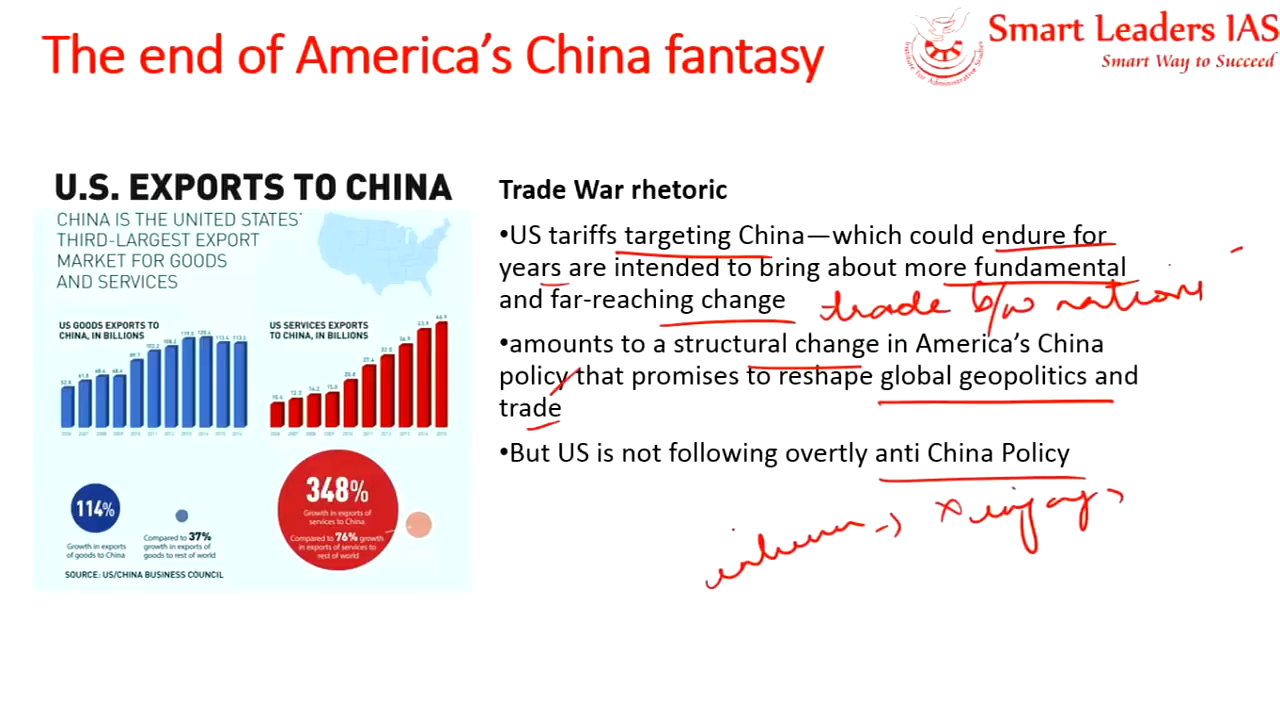 The end of America's China fantasy
Smart Leaders IAS
Smart Way to Succeed
Institute for Administrative Studies
U.S. EXPORTS TO CHINA
CHINA IS THE UNITED STATES'
THIRD-LARGEST EXPORT
MARKET FOR GOODS
AND SERVICES
US GOODS EXPORTS TO
CHINA, IN BILLIONS
US SERVICES EXPORTS
TO CHINA, IN BILLIONS
114%
Growth in exports
of goods to China
Compared to 37%
growth in exports of
goods to rest of world
348%
Growth in exports of
services to China
Compared to 76% growth
in exports of services to
rest of world
SOURCE: US/CHINA BUSINESS COUNCIL
Trade War rhetoric
•US tariffs targeting China—which could endure for
years are intended to bring about more fundamental
and far-reaching change
trade b/w nations
•amounts to a structural change in America's China
policy that promises to reshape global geopolitics and
trade
•But US is not following overtly anti China Policy